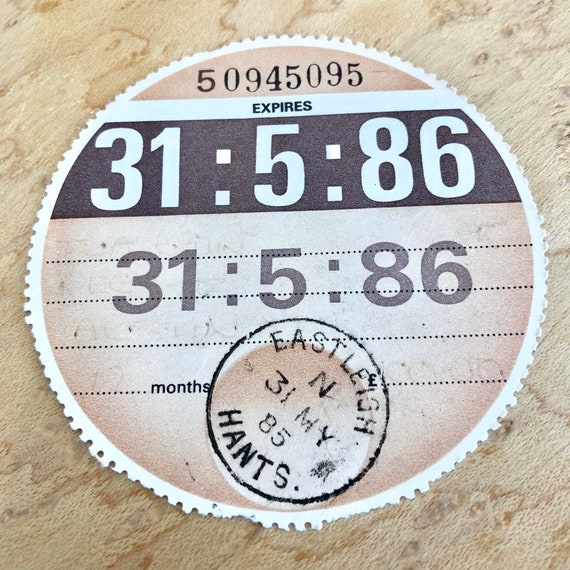 50945095
EXPIRES
31:5:86
31:5:86
months £
EASTLEIGH
N
31 MY
85
HANTS.